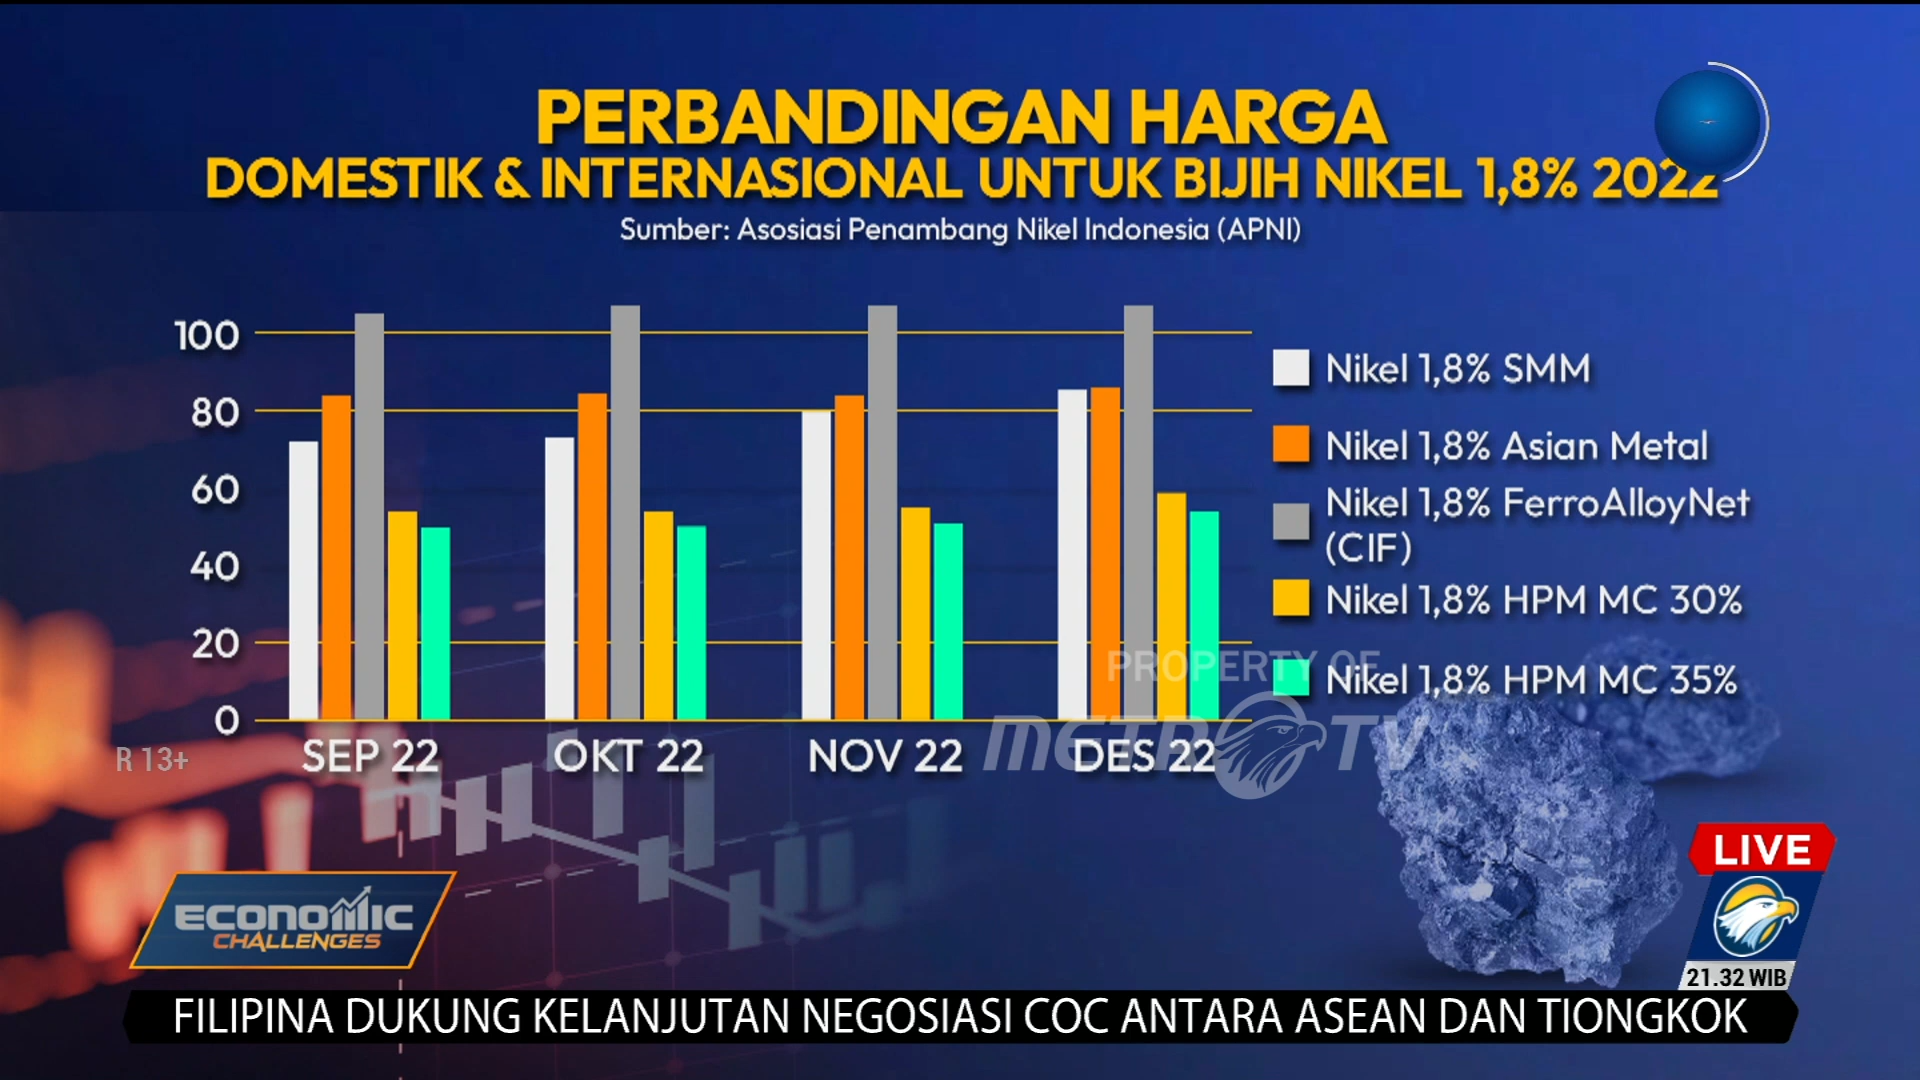 PERBANDINGAN HARGA
DOMESTIK & INTERNASIONAL UNTUK BIJIH NIKEL 1,8% 2022
Sumber: Asosiasi Penambang Nikel Indonesia (APNI)
100
80
60
40
20
0
SEP 22
OKT 22
NOV 22
DES 22
Nikel 1,8% SMM
Nikel 1,8% Asian Metal
Nikel 1,8% FerroAlloyNet
(CIF)
Nikel 1,8% HPM MC 30%
Nikel 1,8% HPM MC 35%
PROPERTY OF
METRO TV
R 13+
LIVE
ECONOMIC
CHALLENGES
21.32 WIB
FILIPINA DUKUNG KELANJUTAN NEGOSIASI COC ANTARA ASEAN DAN TIONGKOK